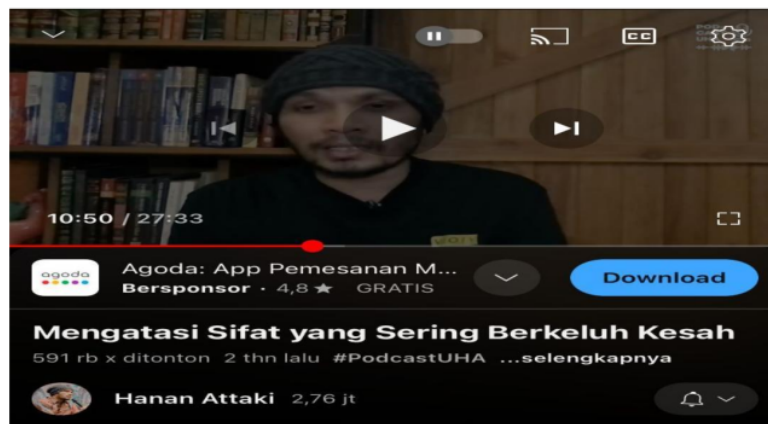 CC
10:50 / 27:33
agoda
Agoda: App Pemesanan M...
Bersponsor · 4,8★ GRATIS
Download
Mengatasi Sifat yang Sering Berkeluh Kesah
591 rb x ditonton 2 thn lalu #PodcastUHA ...selengkapnya
Hanan Attaki 2,76 jt